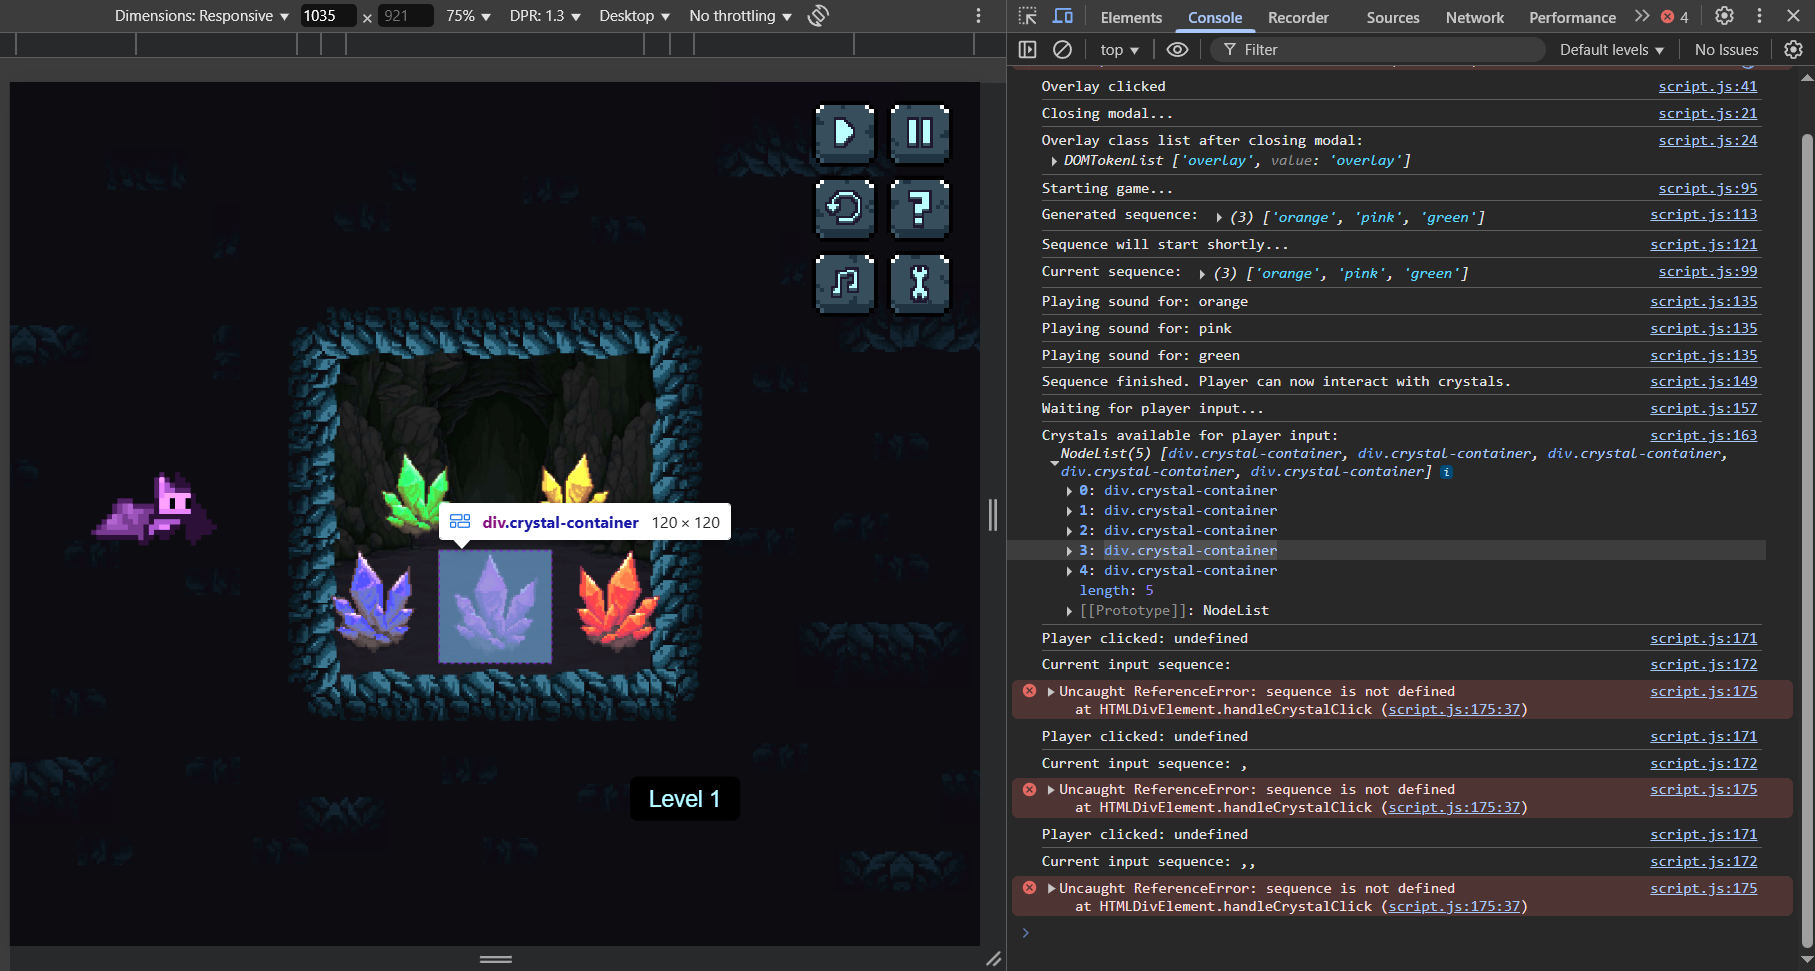 Dimensions: Responsive ▼ 1035 × 921 75% ▼ DPR: 1.3 ▼ Desktop ▼ No throttling ▼
Elements Console Recorder Sources Network Performance 4
top ▼ Filter Default levels ▼ No Issues
Overlay clicked script.js:41
Closing modal... script.js:21
Overlay class list after closing modal: script.js:24
DOMTokenList ['overlay', value: 'overlay']
Starting game... script.js:95
Generated sequence: (3) ['orange', 'pink', 'green'] script.js:113
Sequence will start shortly... script.js:121
Current sequence: (3) ['orange', 'pink', 'green'] script.js:99
Playing sound for: orange script.js:135
Playing sound for: pink script.js:135
Playing sound for: green script.js:135
Sequence finished. Player can now interact with crystals. script.js:149
Waiting for player input... script.js:157
Crystals available for player input: script.js:163
NodeList(5) [div.crystal-container, div.crystal-container, div.crystal-container,
div.crystal-container, div.crystal-container] i
0: div.crystal-container
1: div.crystal-container
2: div.crystal-container
3: div.crystal-container
4: div.crystal-container
length: 5
[[Prototype]]: NodeList
Player clicked: undefined script.js:171
Current input sequence: script.js:172
Uncaught ReferenceError: sequence is not defined script.js:175
at HTMLDivElement.handleCrystalClick (script.js:175:37)
Player clicked: undefined script.js:171
Current input sequence: , script.js:172
Uncaught ReferenceError: sequence is not defined script.js:175
at HTMLDivElement.handleCrystalClick (script.js:175:37)
Player clicked: undefined script.js:171
Current input sequence: ,, script.js:172
Uncaught ReferenceError: sequence is not defined script.js:175
at HTMLDivElement.handleCrystalClick (script.js:175:37)
?
div.crystal-container 120 × 120
Level 1